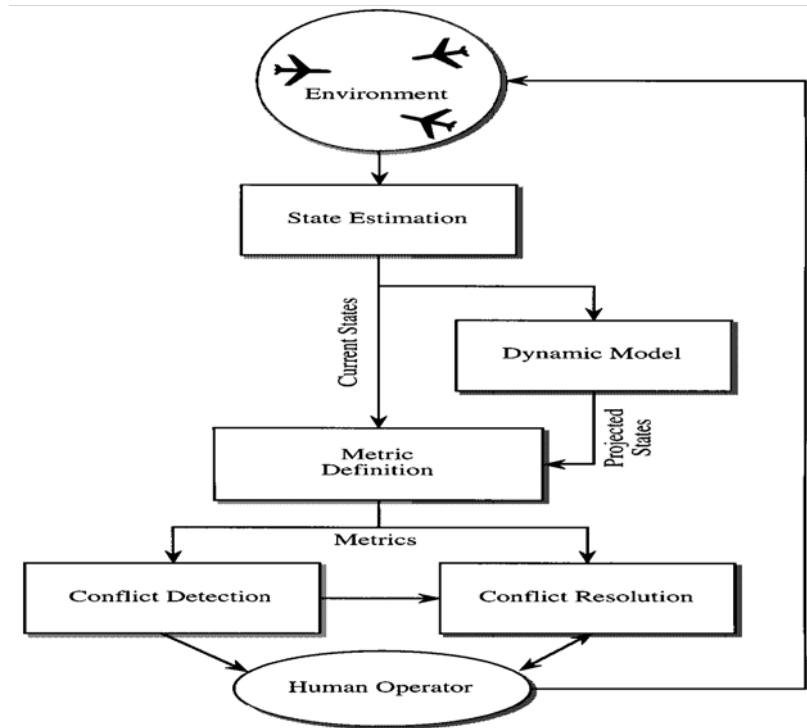 Environment
State Estimation
Current States
Dynamic Model
Projected
States
Metric
Definition
Metrics
Conflict Detection
Conflict Resolution
Human Operator